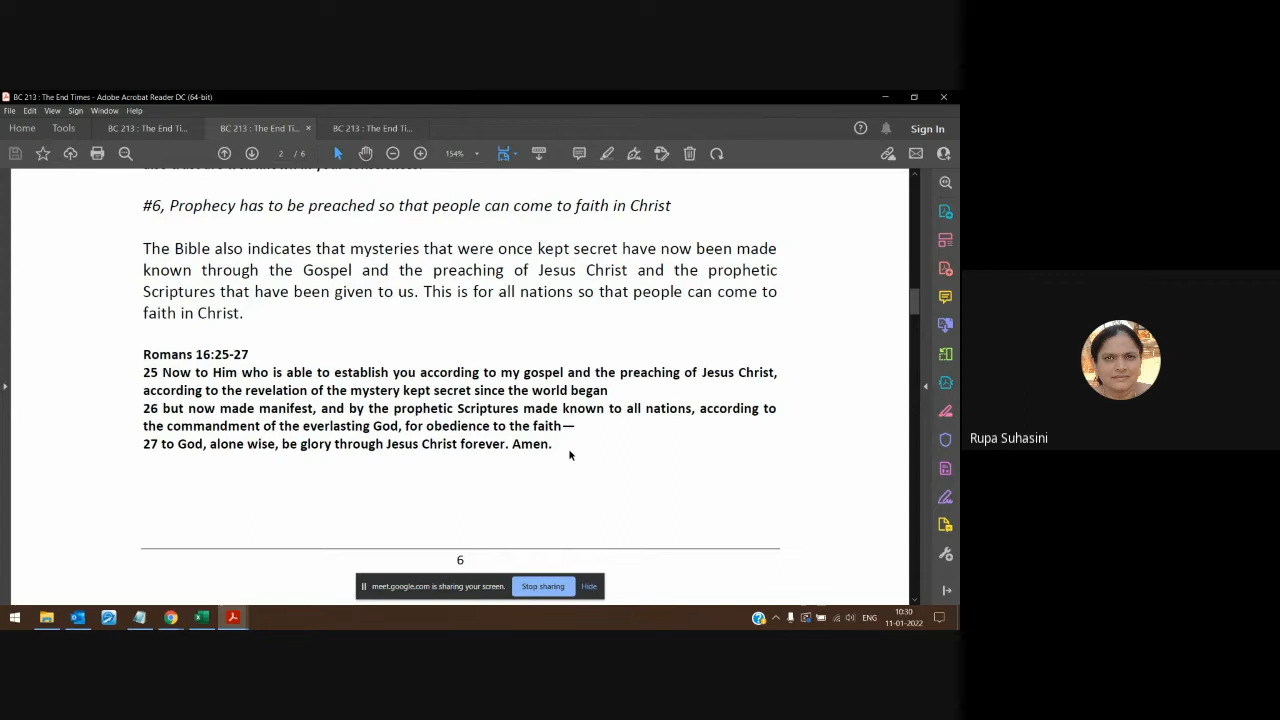 BC 213 : The End Times - Adobe Acrobat Reader DC (64-bit)
File Edit View Sign Window Help
Home Tools BC 213 : The End Ti... BC 213 : The End Ti... × BC 213 : The End Ti... Sign In
2 / 6 154%
#6, Prophecy has to be preached so that people can come to faith in Christ
The Bible also indicates that mysteries that were once kept secret have now been made
known through the Gospel and the preaching of Jesus Christ and the prophetic
Scriptures that have been given to us. This is for all nations so that people can come to
faith in Christ.
Romans 16:25-27
25 Now to Him who is able to establish you according to my gospel and the preaching of Jesus Christ,
according to the revelation of the mystery kept secret since the world began
26 but now made manifest, and by the prophetic Scriptures made known to all nations, according to
the commandment of the everlasting God, for obedience to the faith—
27 to God, alone wise, be glory through Jesus Christ forever. Amen.
6
meet.google.com is sharing your screen. Stop sharing Hide
ENG 10:30
11-01-2022
Rupa Suhasini